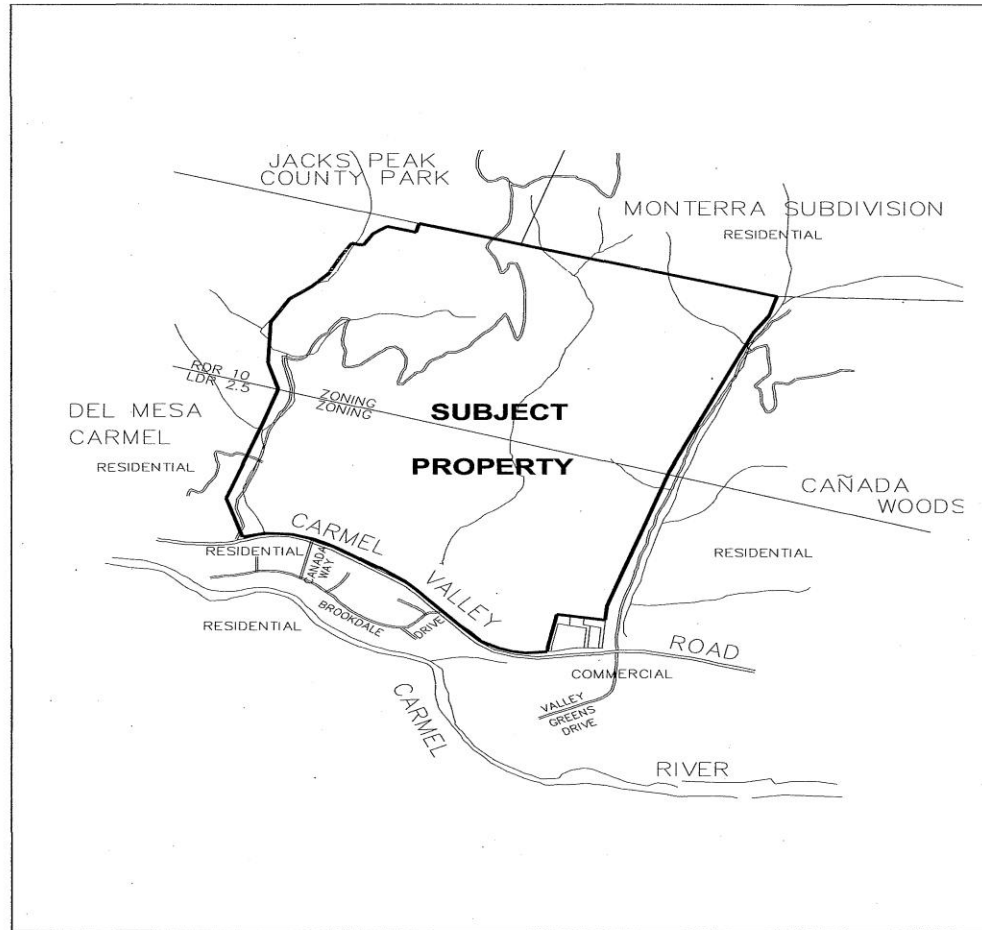 JACKS PEAK
COUNTY PARK
MONTERRA SUBDIVISION
RESIDENTIAL
RDR 10
LDR 2.5
ZONING
ZONING
SUBJECT
PROPERTY
DEL MESA
CARMEL
RESIDENTIAL
CAÑADA
WOODS
RESIDENTIAL
CARMEL
VALLEY
ROAD
RESIDENTIAL
CANADA
WAY
BROOKDALE
DRIVE
RESIDENTIAL
COMMERCIAL
VALLEY
GREENS
DRIVE
CARMEL
RIVER